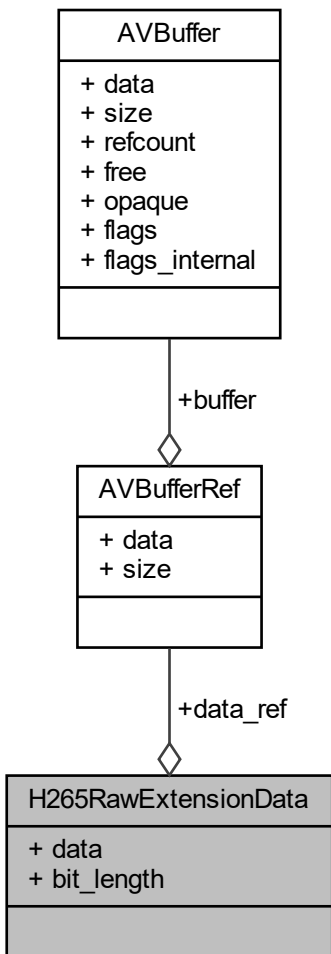 AVBuffer
+ data
+ size
+ refcount
+ free
+ opaque
+ flags
+ flags_internal
+buffer
AVBufferRef
+ data
+ size
+data_ref
H265RawExtensionData
+ data
+ bit_length